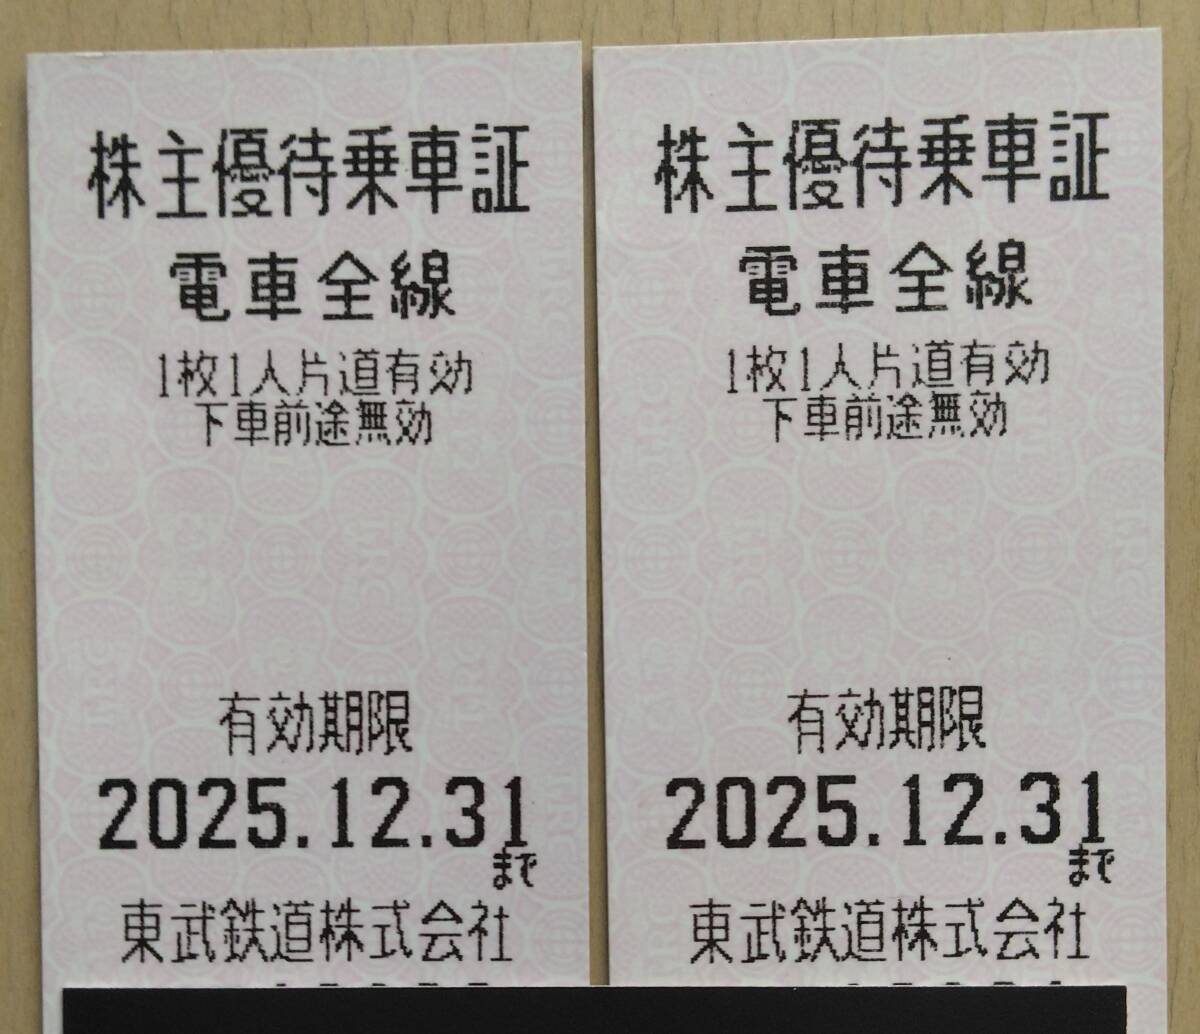 株主優待乗車証
電車全線
1枚1人片道有効
下車前途無効
有効期限
2025.12.31
まで
東武鉄道株式会社
株主優待乗車証
電車全線
1枚1人片道有効
下車前途無効
有効期限
2025.12.31
まで
東武鉄道株式会社